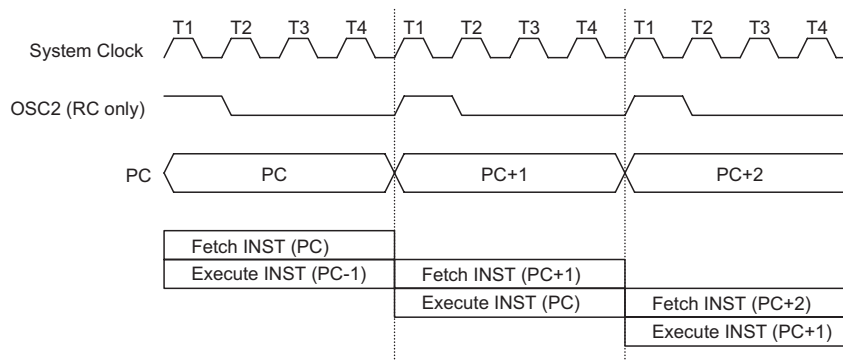 T1 T2 T3 T4 T1 T2 T3 T4 T1 T2 T3 T4
System Clock
OSC2 (RC only)
PC PC PC+1 PC+2
Fetch INST (PC)
Execute INST (PC-1) Fetch INST (PC+1)
Execute INST (PC) Fetch INST (PC+2)
Execute INST (PC+1)